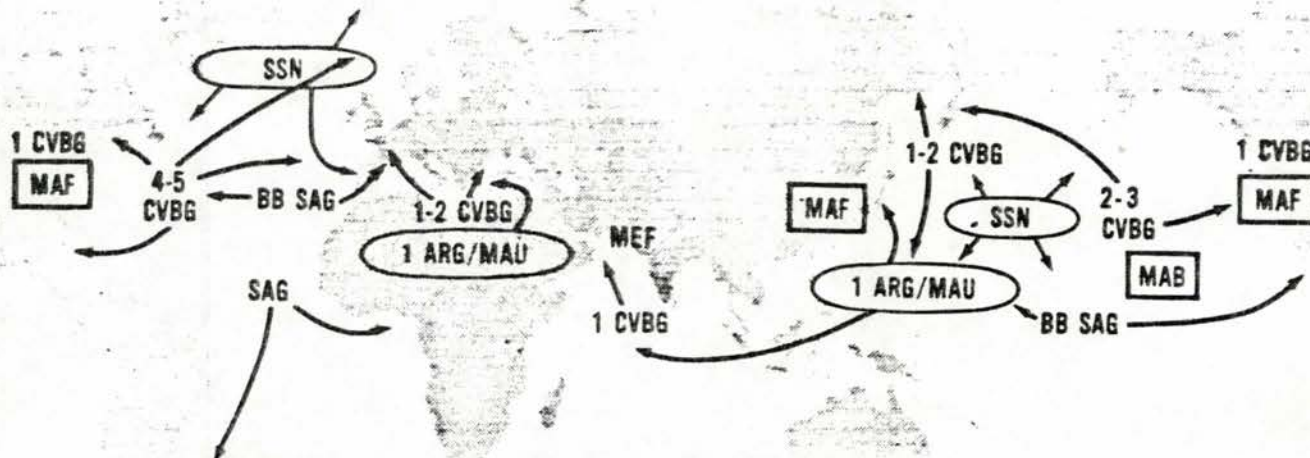 SSN
1 CVBG
MAF
4-5
CVBG
BB SAG
1-2 CVBG
1 ARG/MAU
SAG
MEF
1 CVBG
MAF
1-2 CVBG
SSN
2-3
CVBG
1 CVBG
MAF
MAB
1 ARG/MAU
BB SAG